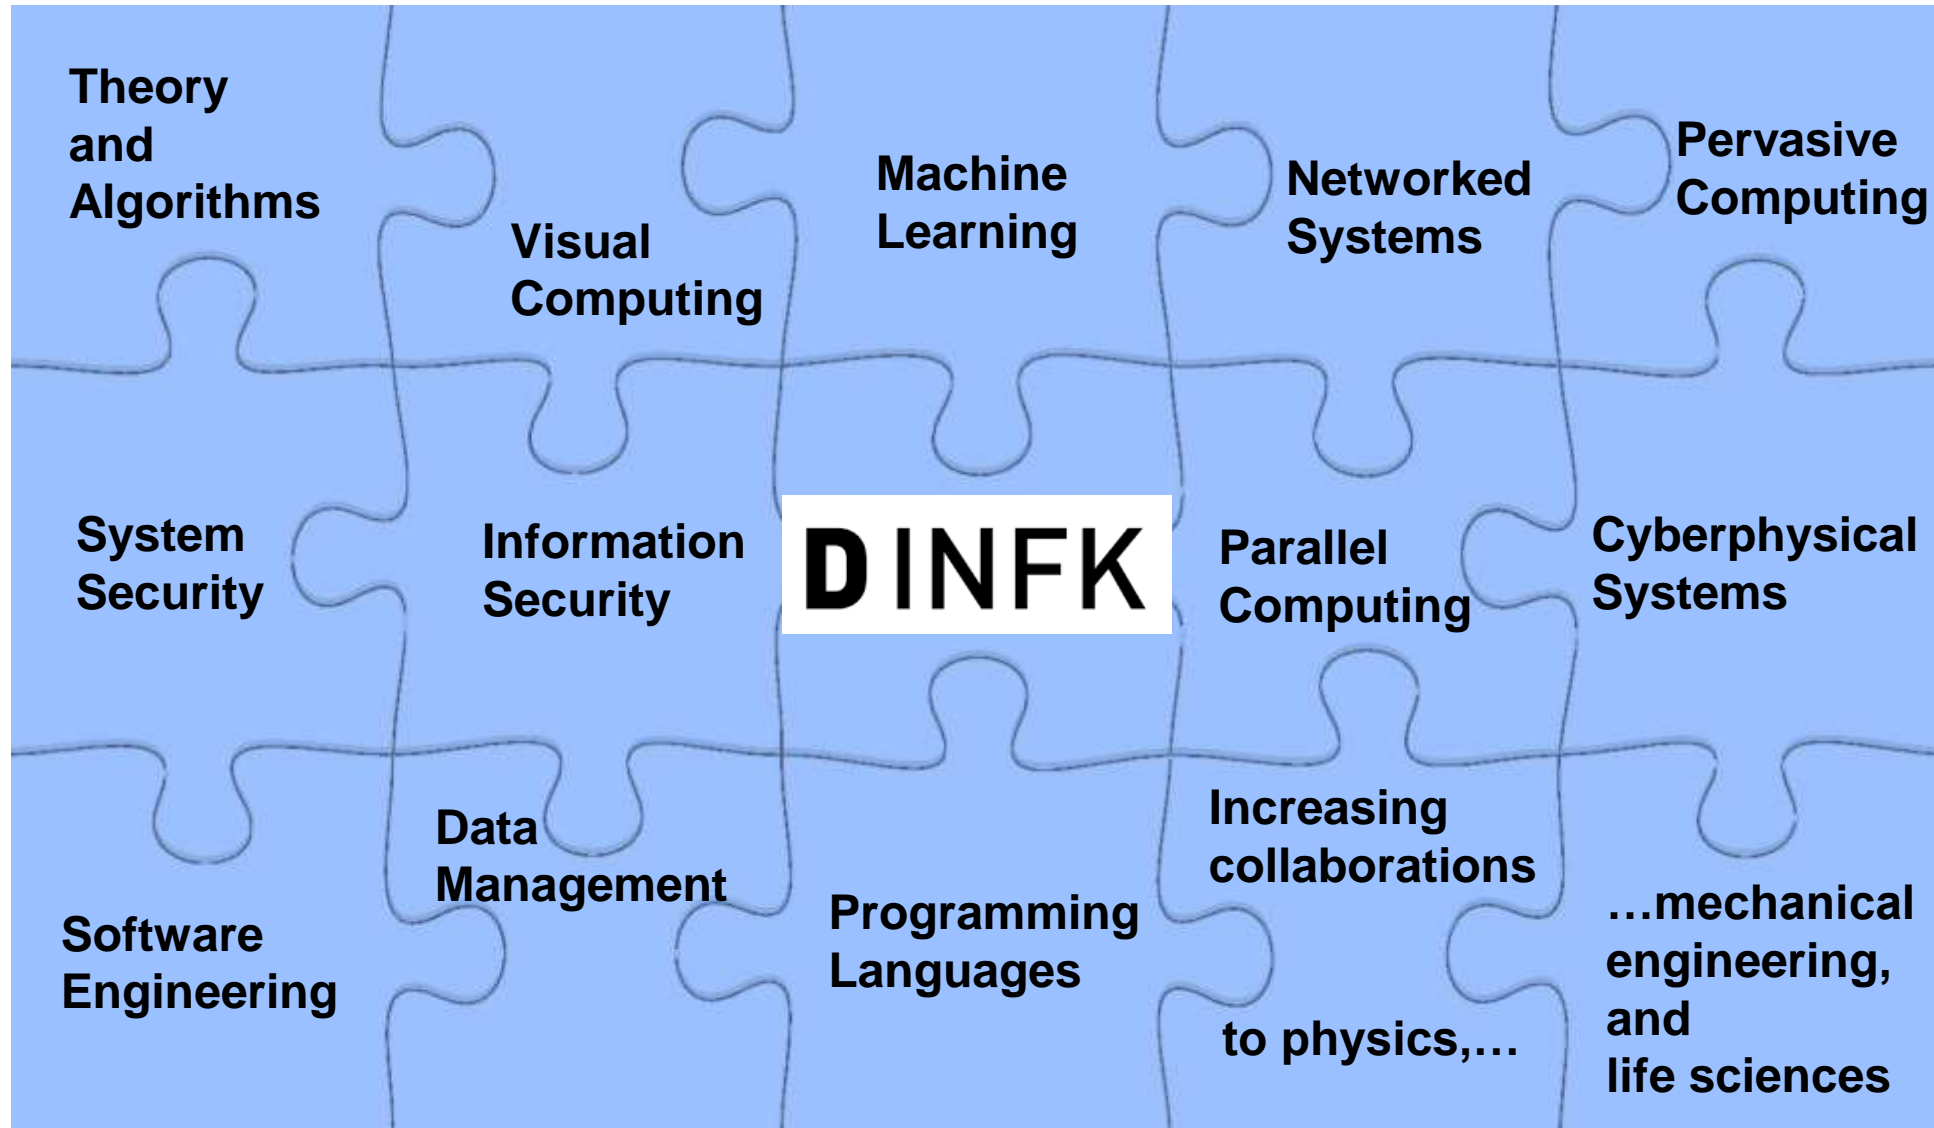 Theory
and
Algorithms
Visual
Computing
Machine
Learning
Networked
Systems
Pervasive
Computing
System
Security
Information
Security
D INFK
Parallel
Computing
Cyberphysical
Systems
Software
Engineering
Data
Management
Programming
Languages
Increasing
collaborations
to physics,…
…mechanical
engineering,
and
life sciences